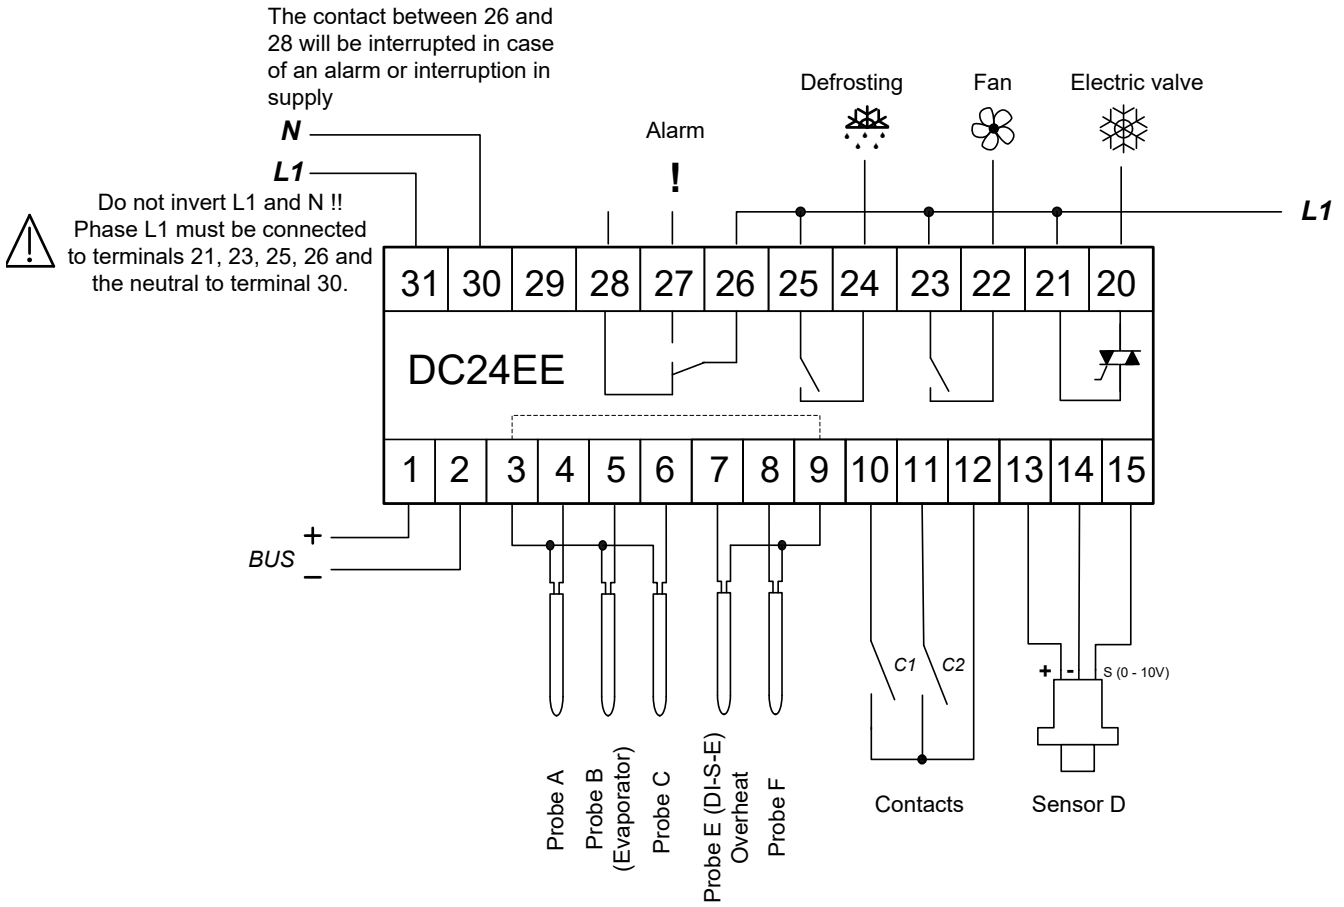 The contact between 26 and
28 will be interrupted in case
of an alarm or interruption in
supply
Defrosting
Fan
Electric valve
N
Alarm
!
L1
Do not invert L1 and N !!
Phase L1 must be connected
to terminals 21, 23, 25, 26 and
the neutral to terminal 30.
L1
31 30 29 28 27 26 25 24 23 22 21 20
DC24EE
1 2 3 4 5 6 7 8 9 10 11 12 13 14 15
+
BUS
–
C1
C2
+ - S (0 - 10V)
Probe A
Probe B
(Evaporator)
Probe C
Probe E (DI-S-E)
Overheat
Probe F
Contacts
Sensor D